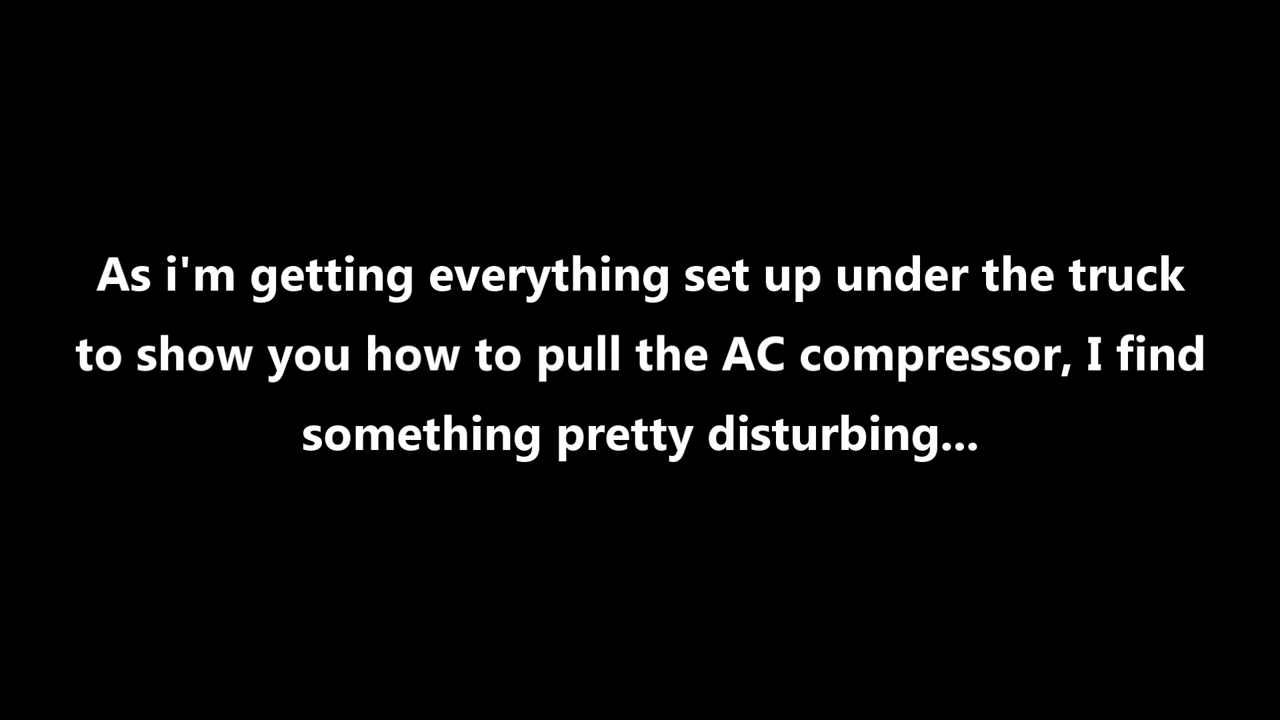 As i'm getting everything set up under the truck
to show you how to pull the AC compressor, I find
something pretty disturbing...